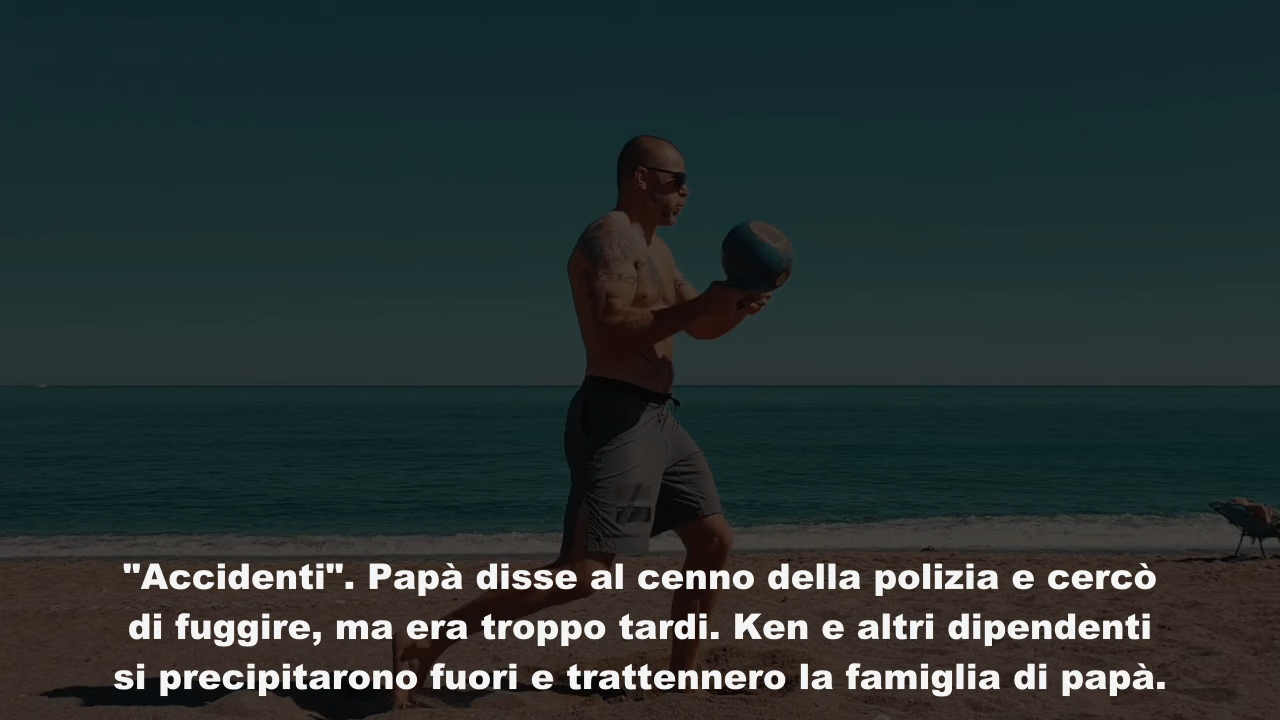 "Accidenti". Papà disse al cenno della polizia e cercò
di fuggire, ma era troppo tardi. Ken e altri dipendenti
si precipitarono fuori e trattennero la famiglia di papà.